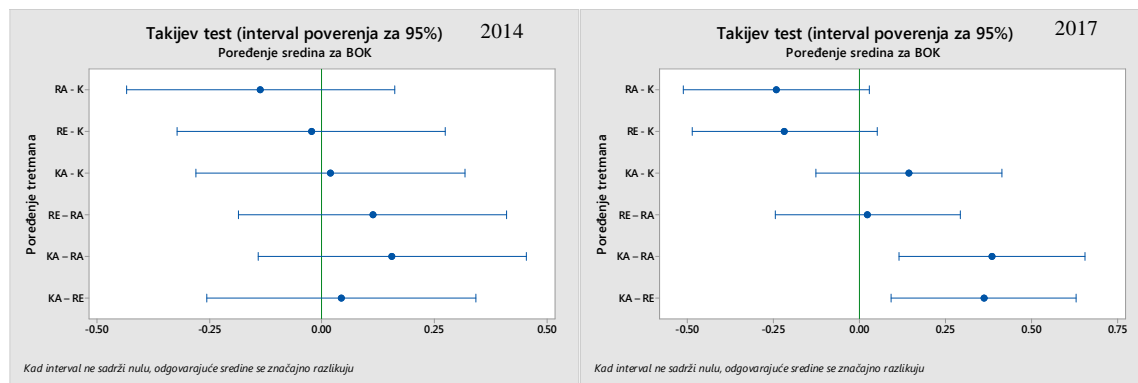 Takijev test (interval poverenja za 95%) 2014
Poređenje sredina za BOK
Poređenje tretmana
RA - K
RE - K
KA - K
RE – RA
KA – RA
KA – RE
-0.50 -0.25 0.00 0.25 0.50
Kad interval ne sadrži nulu, odgovarajuće sredine se značajno razlikuju
Takijev test (interval poverenja za 95%) 2017
Poređenje sredina za BOK
Poređenje tretmana
RA - K
RE - K
KA - K
RE – RA
KA – RA
KA – RE
-0.50 -0.25 0.00 0.25 0.50 0.75
Kad interval ne sadrži nulu, odgovarajuće sredine se značajno razlikuju